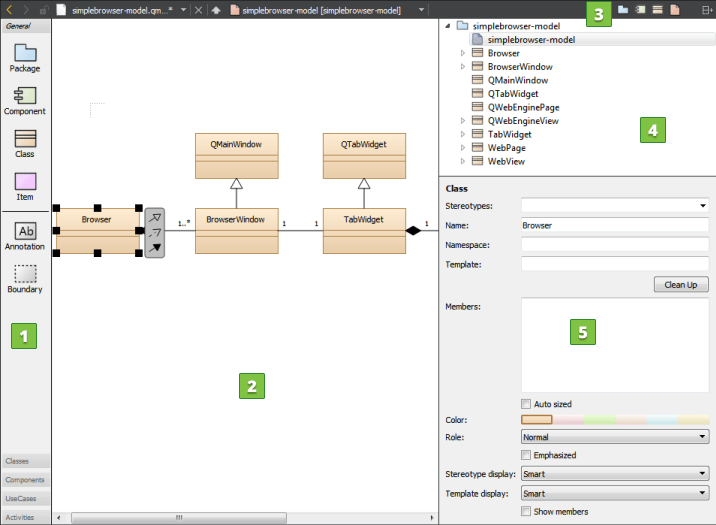 simplebrowser-model.qm...*
simplebrowser-model [simplebrowser-model]
General
Package
Component
Class
Item
Ab
Annotation
Boundary
1
Classes
Components
UseCases
Activities
QMainWindow
QTabWidget
Browser
1..*
BrowserWindow
1
1
TabWidget
1
2
3
simplebrowser-model
simplebrowser-model
Browser
BrowserWindow
QMainWindow
QTabWidget
QWebEnginePage
QWebEngineView
TabWidget
WebPage
WebView
4
Class
Stereotypes:
Name: Browser
Namespace:
Template:
Clean Up
Members:
5
Auto sized
Color:
Role: Normal
Emphasized
Stereotype display: Smart
Template display: Smart
Show members